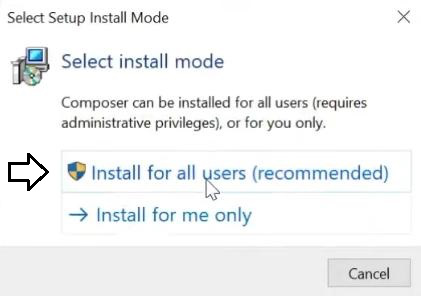 Select Setup Install Mode
Select install mode
Composer can be installed for all users (requires
administrative privileges), or for you only.
Install for all users (recommended)
Install for me only
Cancel